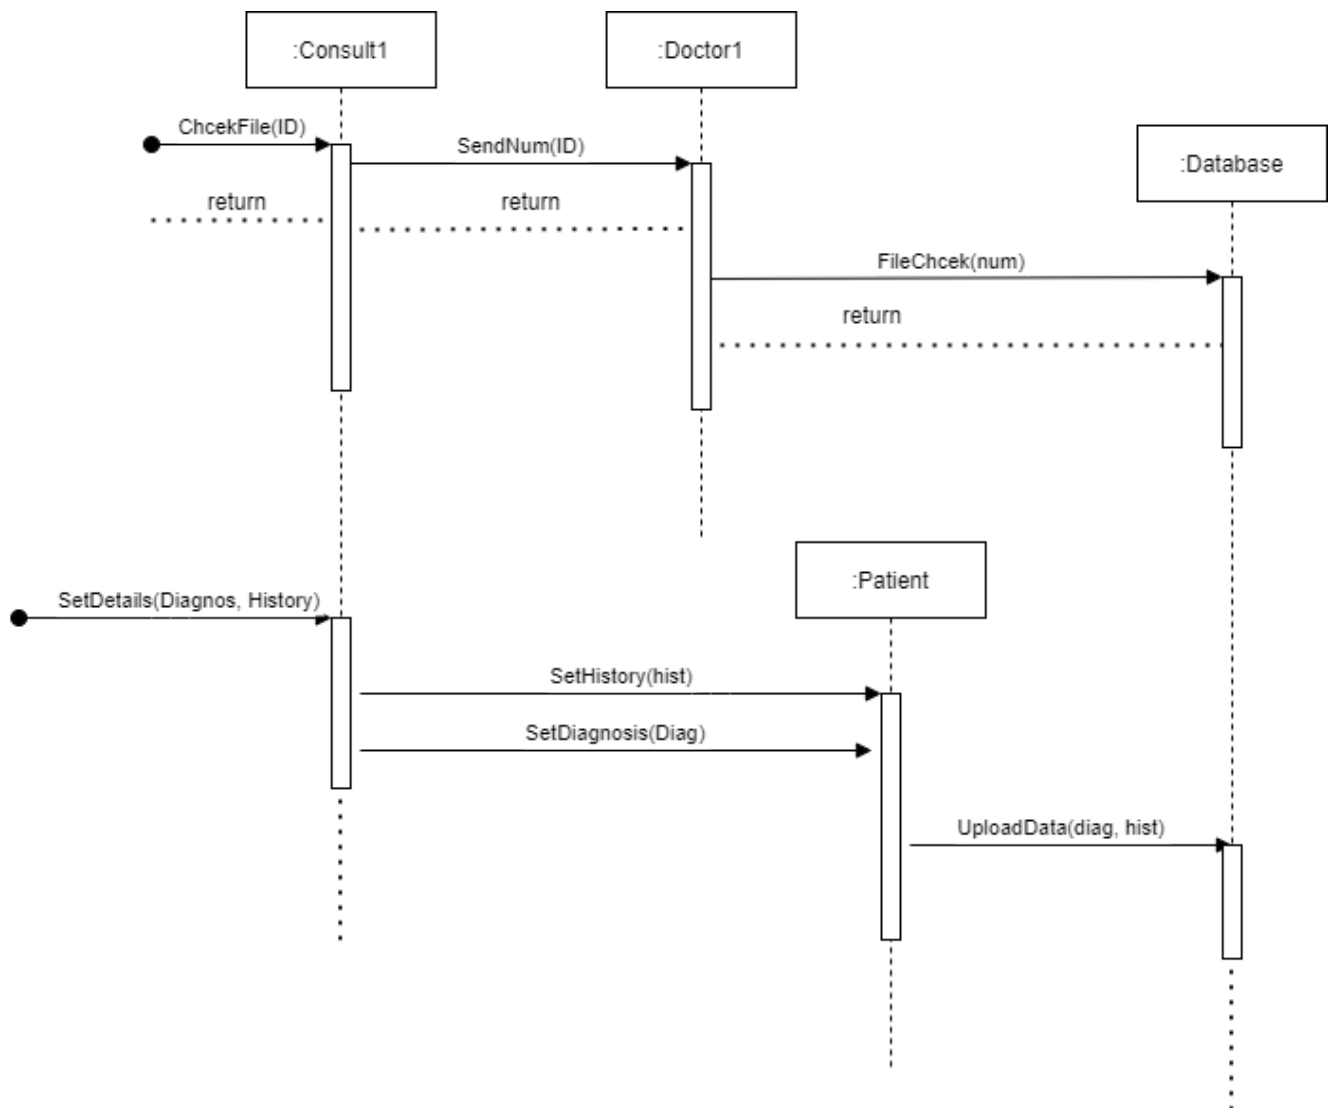 :Consult1
:Doctor1
ChcekFile(ID)
SendNum(ID)
:Database
return
return
FileChcek(num)
return
:Patient
SetDetails(Diagnos, History)
SetHistory(hist)
SetDiagnosis(Diag)
UploadData(diag, hist)